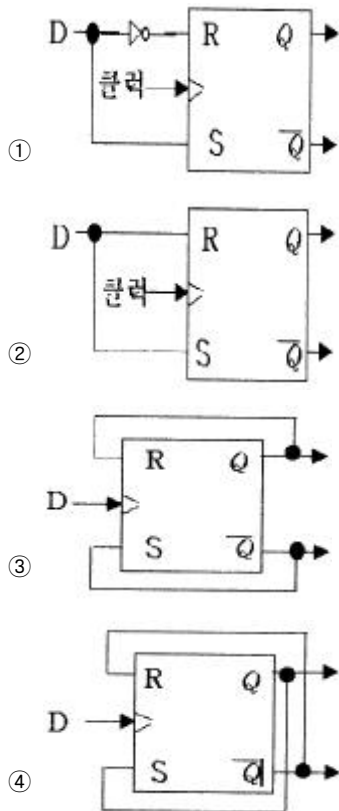 D R Q
클럭
① S Q̅
D R Q
클럭
② S Q̅
R Q
D
③ S Q̅
R Q
D
④ S Q̅